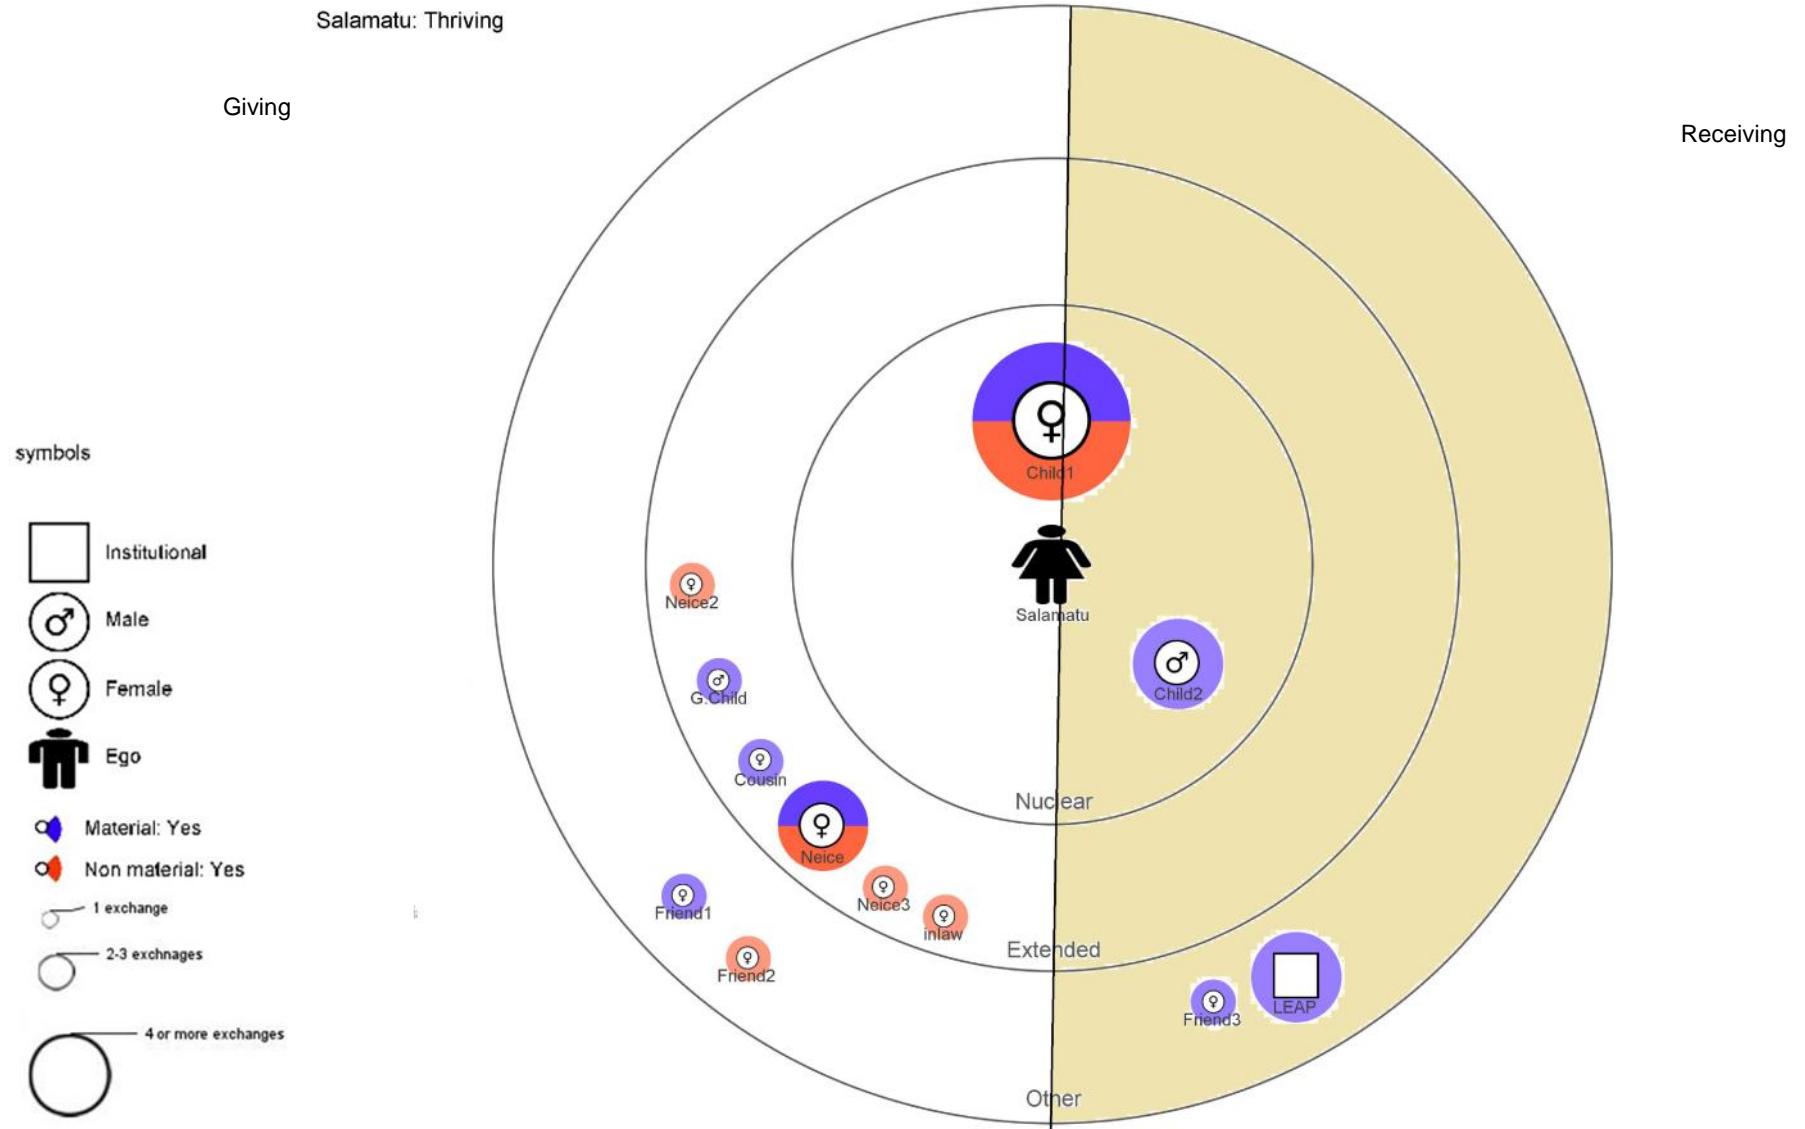 Salamatu: Thriving
Giving
Receiving
symbols
Institutional
Male
Female
Ego
Material: Yes
Non material: Yes
1 exchange
2-3 exchnages
4 or more exchanges
Child1
Salamatu
Child2
Nuclear
Neice2
G.Child
Cousin
Neice
Neice3
inlaw
Extended
Friend1
Friend2
Friend3
LEAP
Other